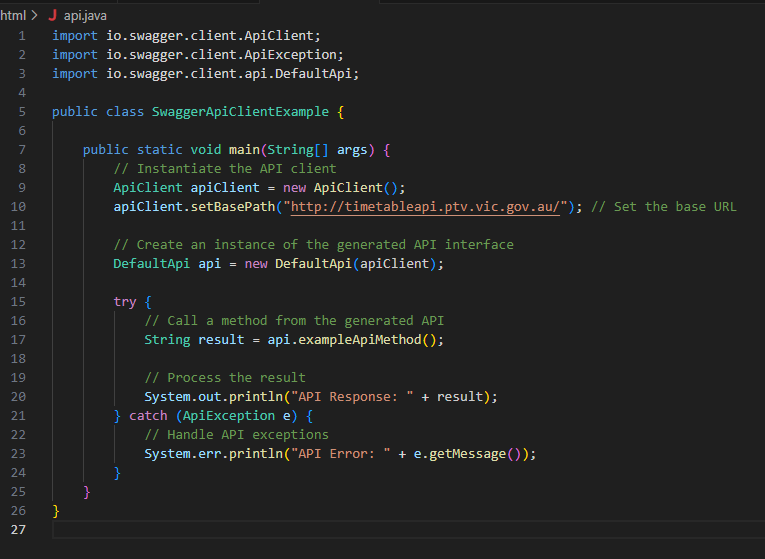 html > api.java
1 import io.swagger.client.ApiClient;
2 import io.swagger.client.ApiException;
3 import io.swagger.client.api.DefaultApi;
4
5 public class SwaggerApiClientExample {
6
7     public static void main(String[] args) {
8         // Instantiate the API client
9         ApiClient apiClient = new ApiClient();
10         apiClient.setBasePath("http://timetableapi.ptv.vic.gov.au/"); // Set the base URL
11
12         // Create an instance of the generated API interface
13         DefaultApi api = new DefaultApi(apiClient);
14
15         try {
16             // Call a method from the generated API
17             String result = api.exampleApiMethod();
18
19             // Process the result
20             System.out.println("API Response: " + result);
21         } catch (ApiException e) {
22             // Handle API exceptions
23             System.err.println("API Error: " + e.getMessage());
24         }
25     }
26 }
27